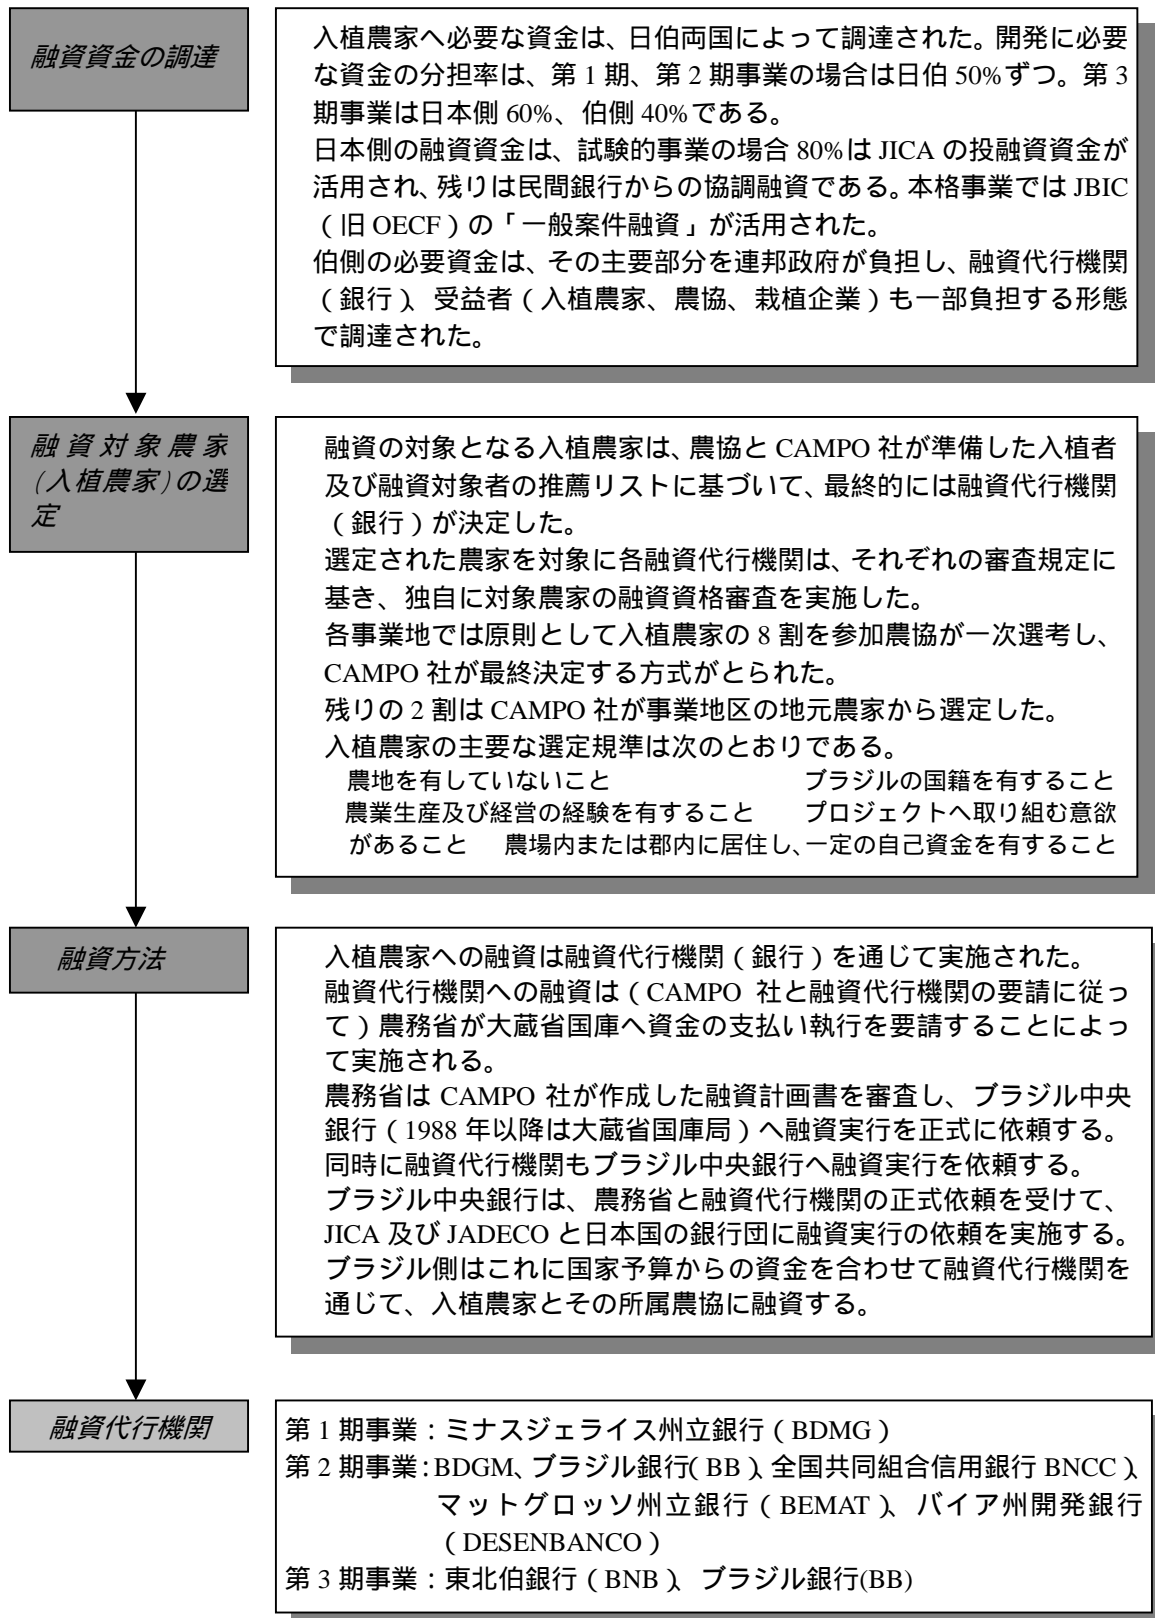 融資資金の調達
入植農家へ必要な資金は、日伯両国によって調達された。開発に必要
な資金の分担率は、第 1 期、第 2 期事業の場合は日伯 50%ずつ。第 3
期事業は日本側 60%、伯側 40%である。
日本側の融資資金は、試験的事業の場合 80%は JICA の投融資資金が
活用され、残りは民間銀行からの協調融資である。本格事業では JBIC
（旧 OECF）の「一般案件融資」が活用された。
伯側の必要資金は、その主要部分を連邦政府が負担し、融資代行機関
（銀行）、受益者（入植農家、農協、栽植企業）も一部負担する形態
で調達された。
融資対象農家
(入植農家)の選
定
融資の対象となる入植農家は、農協と CAMPO 社が準備した入植者
及び融資対象者の推薦リストに基づいて、最終的には融資代行機関
（銀行）が決定した。
選定された農家を対象に各融資代行機関は、それぞれの審査規定に
基き、独自に対象農家の融資資格審査を実施した。
各事業地では原則として入植農家の 8 割を参加農協が一次選考し、
CAMPO 社が最終決定する方式がとられた。
残りの 2 割は CAMPO 社が事業地区の地元農家から選定した。
入植農家の主要な選定規準は次のとおりである。
農地を有していないこと ブラジルの国籍を有すること
農業生産及び経営の経験を有すること プロジェクトへ取り組む意欲
があること 農場内または郡内に居住し、一定の自己資金を有すること
融資方法
入植農家への融資は融資代行機関（銀行）を通じて実施された。
融資代行機関への融資は（CAMPO 社と融資代行機関の要請に従っ
て）農務省が大蔵省国庫へ資金の支払い執行を要請することによっ
て実施される。
農務省は CAMPO 社が作成した融資計画書を審査し、ブラジル中央
銀行（1988 年以降は大蔵省国庫局）へ融資実行を正式に依頼する。
同時に融資代行機関もブラジル中央銀行へ融資実行を依頼する。
ブラジル中央銀行は、農務省と融資代行機関の正式依頼を受けて、
JICA 及び JADECO と日本国の銀行団に融資実行の依頼を実施する。
ブラジル側はこれに国家予算からの資金を合わせて融資代行機関を
通じて、入植農家とその所属農協に融資する。
融資代行機関
第 1 期事業：ミナスジェライス州立銀行（BDMG）
第 2 期事業：BDGM、ブラジル銀行（BB）、全国共同組合信用銀行 BNCC）、
マットグロッソ州立銀行（BEMAT）、バイア州開発銀行
（DESENBANCO）
第 3 期事業：東北伯銀行（BNB）、ブラジル銀行(BB)